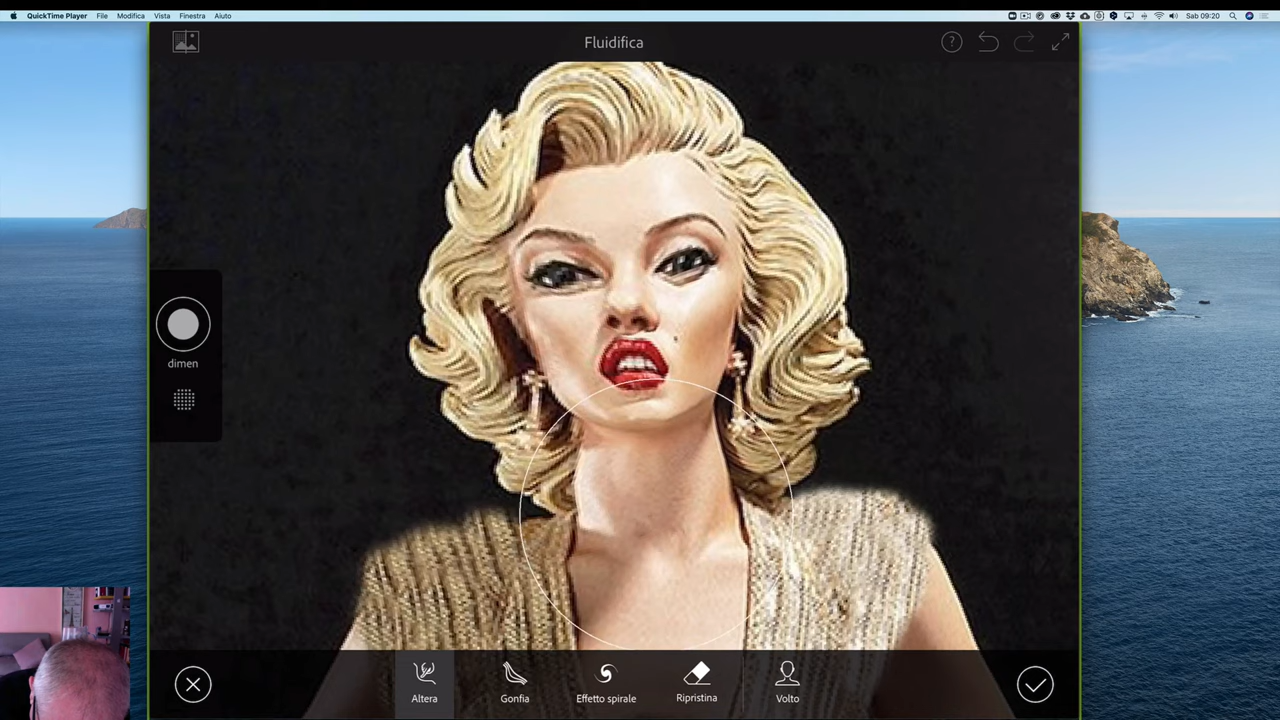 QuickTime Player File Modifica Vista Finestra Aiuto Sab 09:20
Fluidifica
dimen
Altera Gonfia Effetto spirale Ripristina Volto